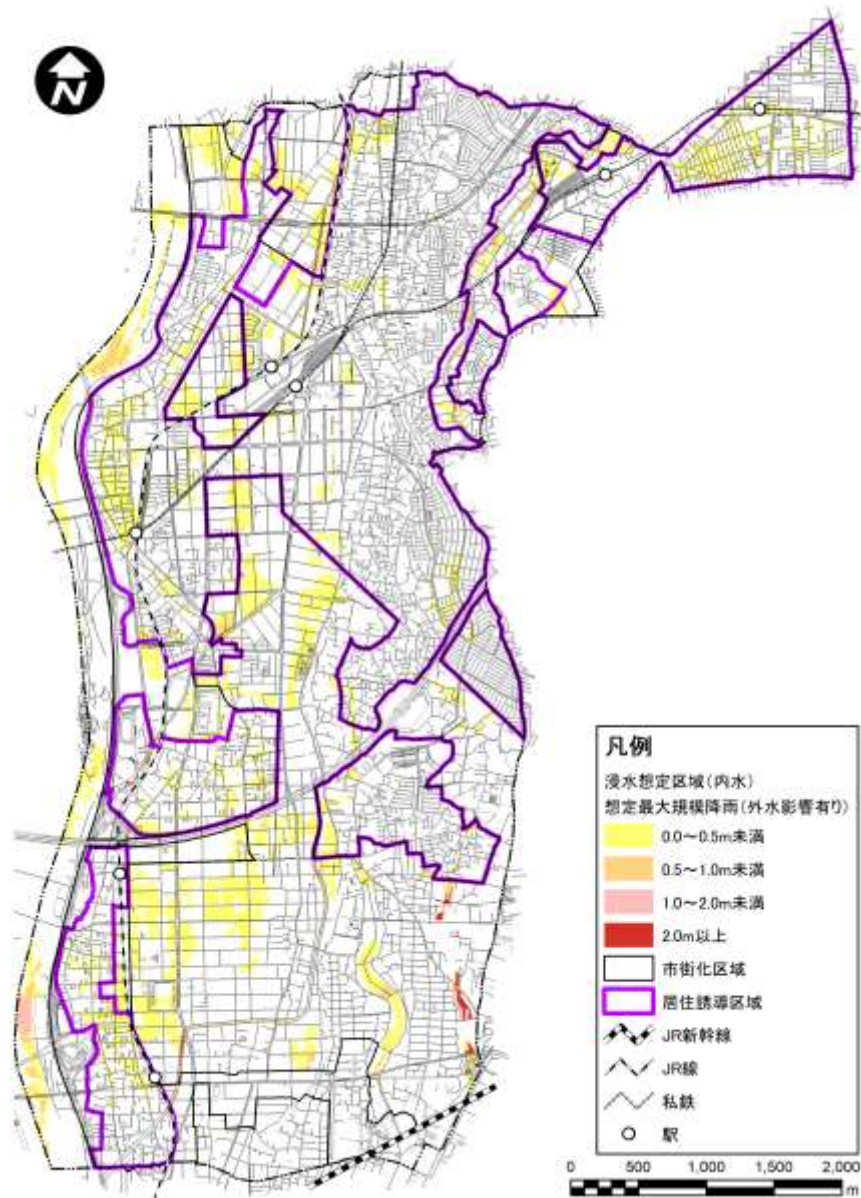 N
凡例
浸水想定区域(内水)
想定最大規模降雨(外水影響有り)
0.0～0.5m未満
0.5～1.0m未満
1.0～2.0m未満
2.0m以上
市街化区域
居住誘導区域
JR新幹線
JR線
私鉄
駅
0 500 1,000 1,500 2,000
m